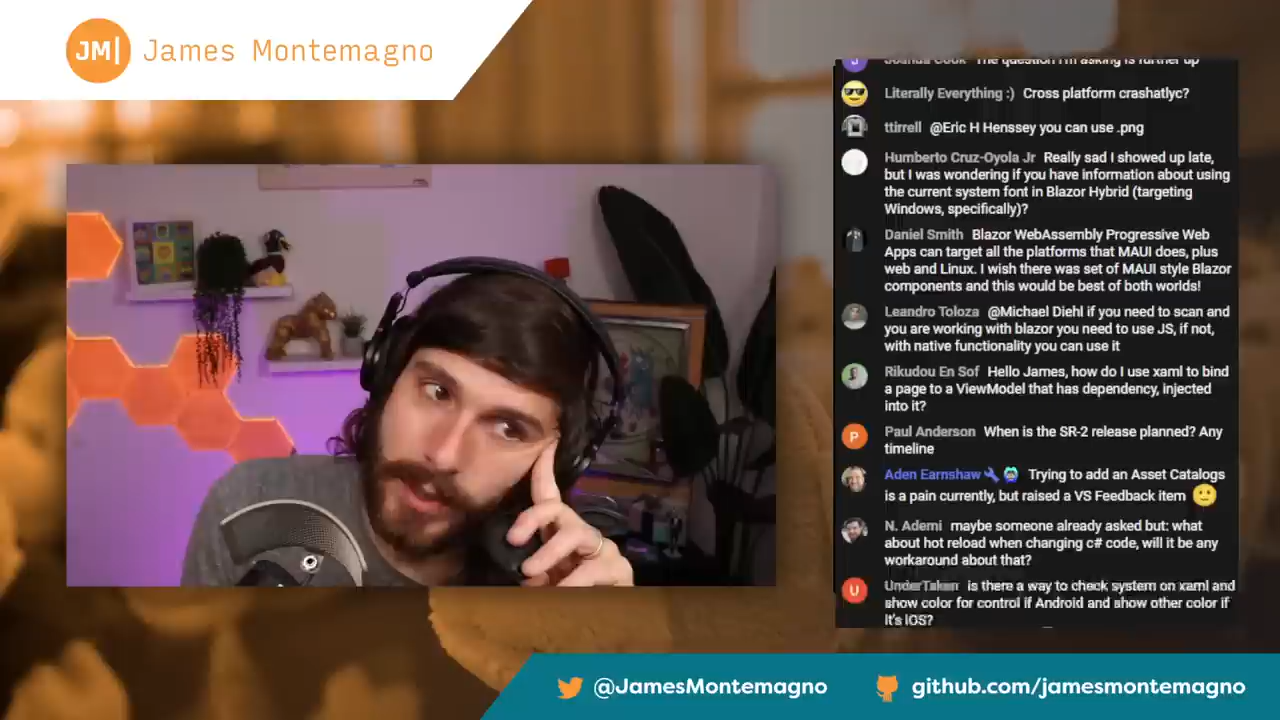 JM|
James Montemagno
Joshua Cook The question I'm asking is further up
Literally Everything :) Cross platform crashatlyc?
ttirrell @Eric H Henssey you can use .png
Humberto Cruz-Oyola Jr Really sad I showed up late,
but I was wondering if you have information about using
the current system font in Blazor Hybrid (targeting
Windows, specifically)?
Daniel Smith Blazor WebAssembly Progressive Web
Apps can target all the platforms that MAUI does, plus
web and Linux. I wish there was set of MAUI style Blazor
components and this would be best of both worlds!
Leandro Toloza @Michael Diehl if you need to scan and
you are working with blazor you need to use JS, if not,
with native functionality you can use it
Rikudou En Sof Hello James, how do I use xaml to bind
a page to a ViewModel that has dependency, injected
into it?
P
Paul Anderson When is the SR-2 release planned? Any
timeline
Aden Earnshaw Trying to add an Asset Catalogs
is a pain currently, but raised a VS Feedback item
N. Ademi maybe someone already asked but: what
about hot reload when changing c# code, will it be any
workaround about that?
U
UnderTaker is there a way to check system on xaml and
show color for control if Android and show other color if
it's iOS?
@JamesMontemagno
github.com/jamesmontemagno